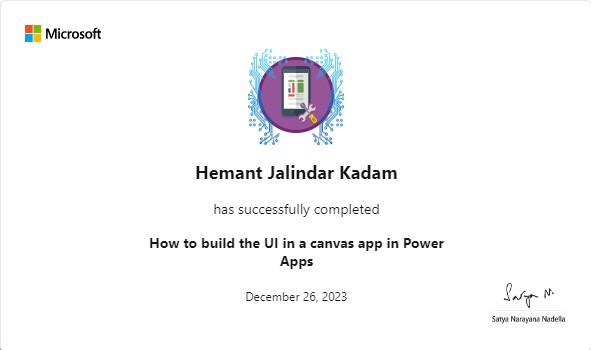 Microsoft
Hemant Jalindar Kadam
has successfully completed
How to build the UI in a canvas app in Power
Apps
December 26, 2023
Satya N.
Satya Narayana Nadella